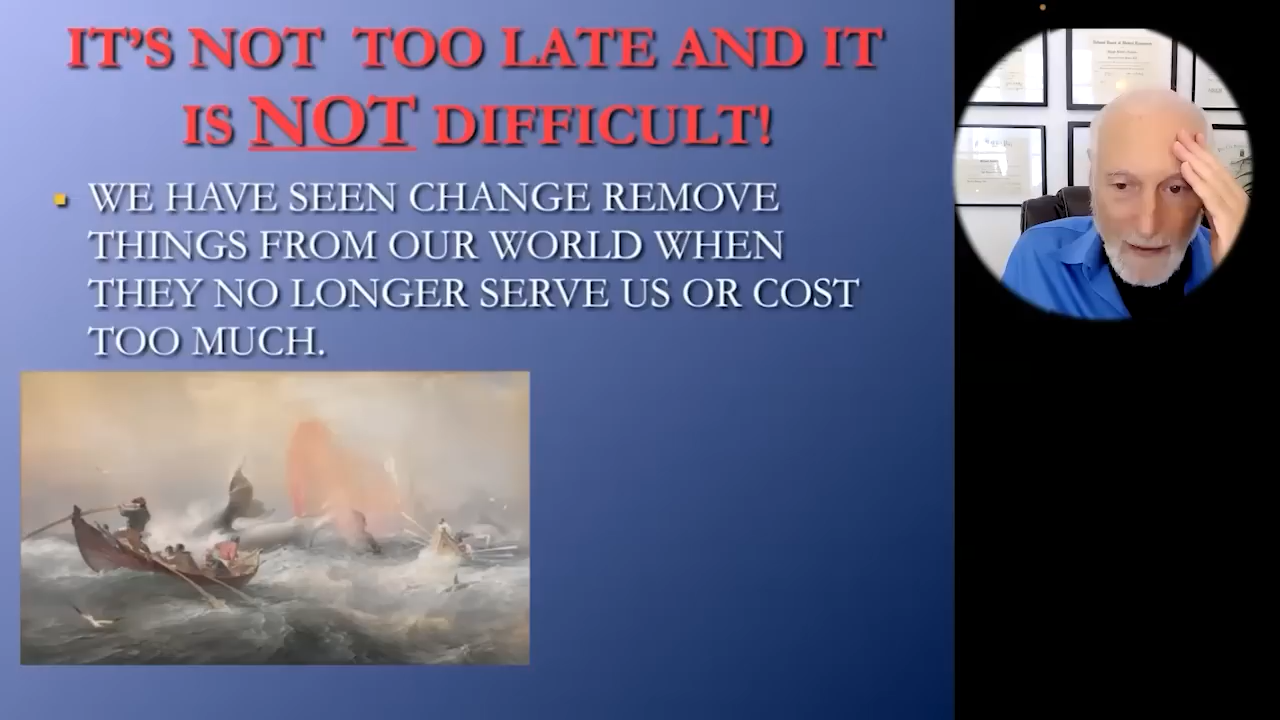 IT'S NOT TOO LATE AND IT
IS NOT DIFFICULT!
WE HAVE SEEN CHANGE REMOVE
THINGS FROM OUR WORLD WHEN
THEY NO LONGER SERVE US OR COST
TOO MUCH.